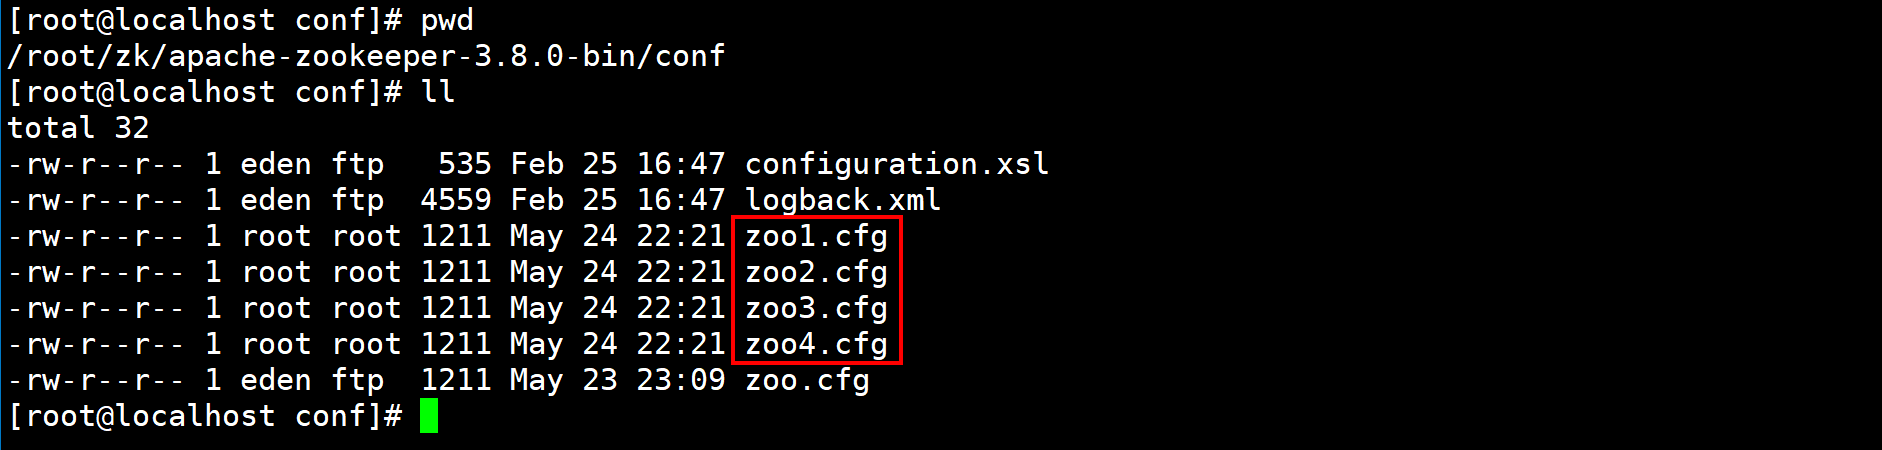 [root@localhost conf]# pwd
/root/zk/apache-zookeeper-3.8.0-bin/conf
[root@localhost conf]# ll
total 32
-rw-r--r-- 1 eden ftp   535 Feb 25 16:47 configuration.xsl
-rw-r--r-- 1 eden ftp  4559 Feb 25 16:47 logback.xml
-rw-r--r-- 1 root root 1211 May 24 22:21 zoo1.cfg
-rw-r--r-- 1 root root 1211 May 24 22:21 zoo2.cfg
-rw-r--r-- 1 root root 1211 May 24 22:21 zoo3.cfg
-rw-r--r-- 1 root root 1211 May 24 22:21 zoo4.cfg
-rw-r--r-- 1 eden ftp  1211 May 23 23:09 zoo.cfg
[root@localhost conf]#